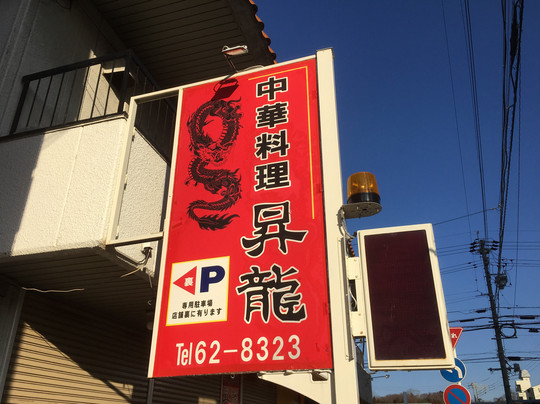 中華料理
昇龍
裏
P
専用駐車場
店舗裏に有ります
Tel 62-8323